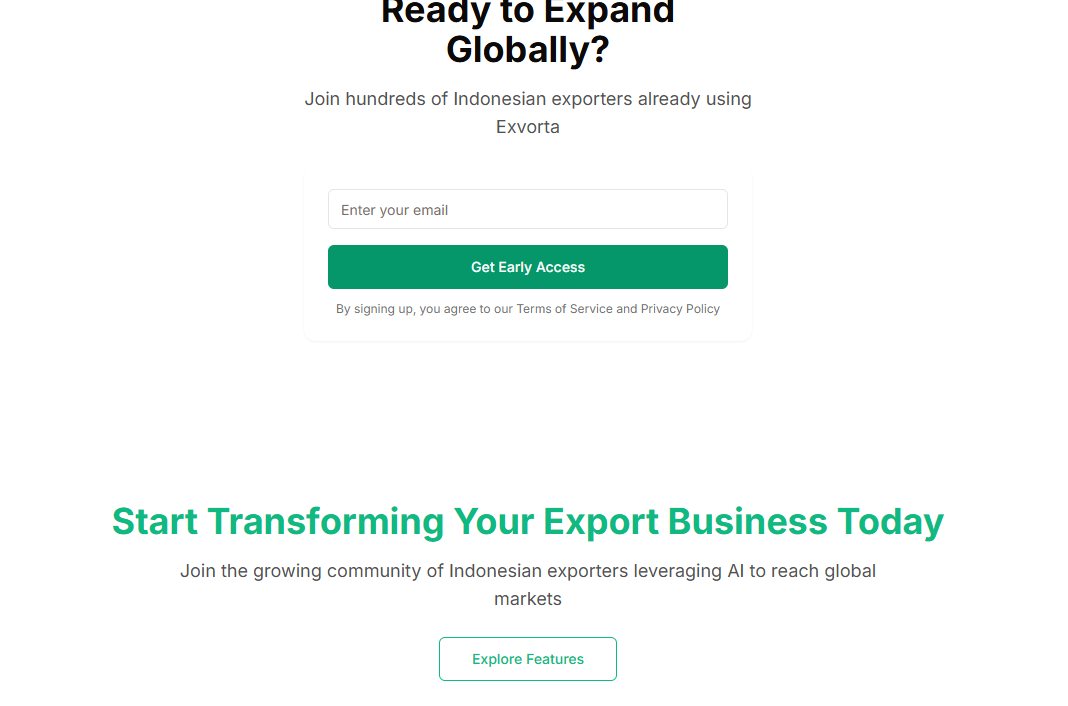 Ready to Expand
Globally?
Join hundreds of Indonesian exporters already using
Exvorta
Enter your email
Get Early Access
By signing up, you agree to our Terms of Service and Privacy Policy
Start Transforming Your Export Business Today
Join the growing community of Indonesian exporters leveraging AI to reach global
markets
Explore Features